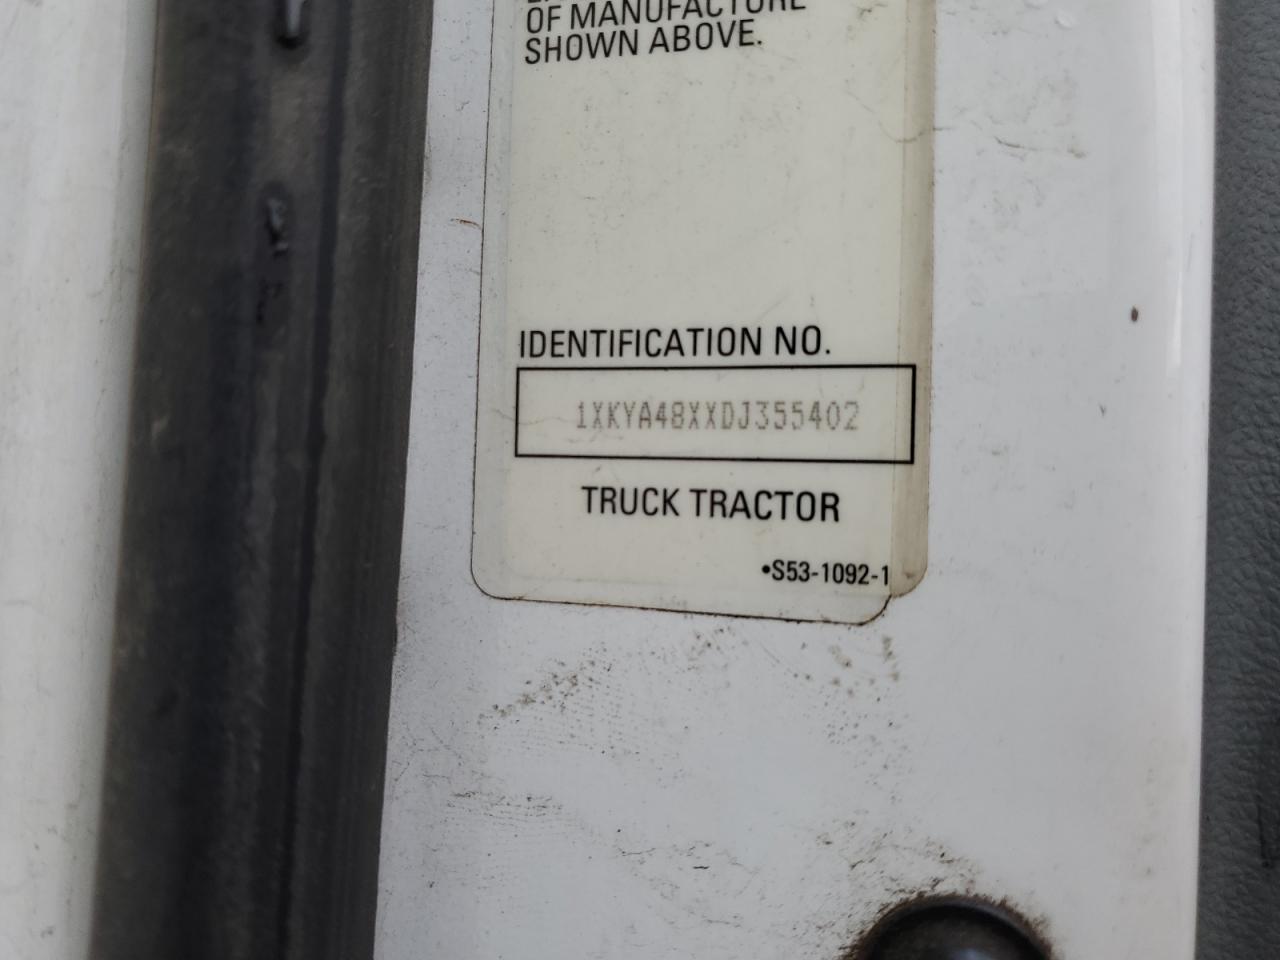 OF MANUFACTURE
SHOWN ABOVE.
IDENTIFICATION NO.
1XKYA48XXDJ355402
TRUCK TRACTOR
•S53-1092-1